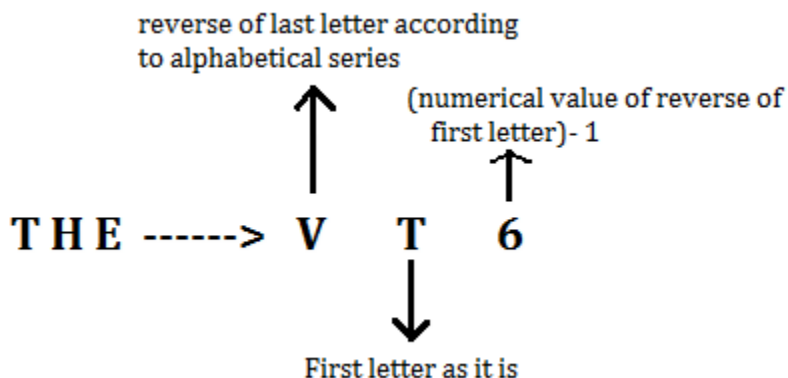 reverse of last letter according
to alphabetical series
(numerical value of reverse of
first letter)- 1
T H E ------> V T 6
First letter as it is